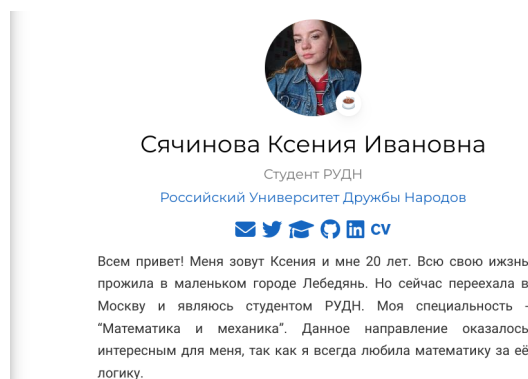 Сячинова Ксения Ивановна
Студент РУДН
Российский Университет Дружбы Народов
CV
Всем привет! Меня зовут Ксения и мне 20 лет. Всю свою ижзнь
прожила в маленьком городе Лебедянь. Но сейчас переехала в
Москву и являюсь студентом РУДН. Моя специальность -
“Математика и механика”. Данное направление оказалось
интересным для меня, так как я всегда любила математику за её
логику.